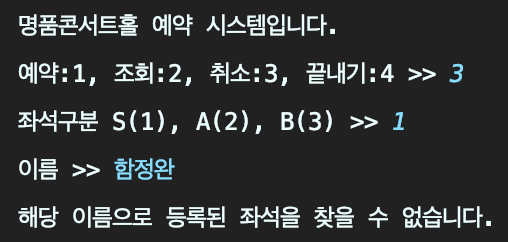 명품콘서트홀 예약 시스템입니다.
예약:1, 조회:2, 취소:3, 끝내기:4 >> 3
좌석구분 S(1), A(2), B(3) >> 1
이름 >> 함정완
해당 이름으로 등록된 좌석을 찾을 수 없습니다.